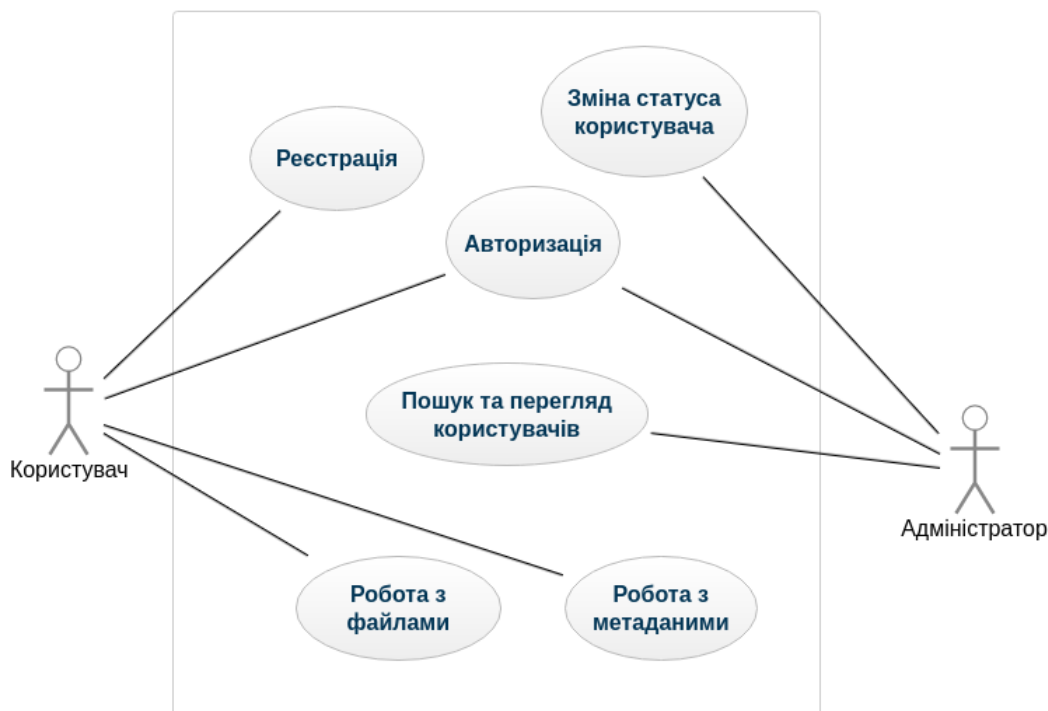 Зміна статуса
користувача
Реєстрація
Авторизація
Пошук та перегляд
користувачів
Користувач
Адміністратор
Робота з
файлами
Робота з
метаданими